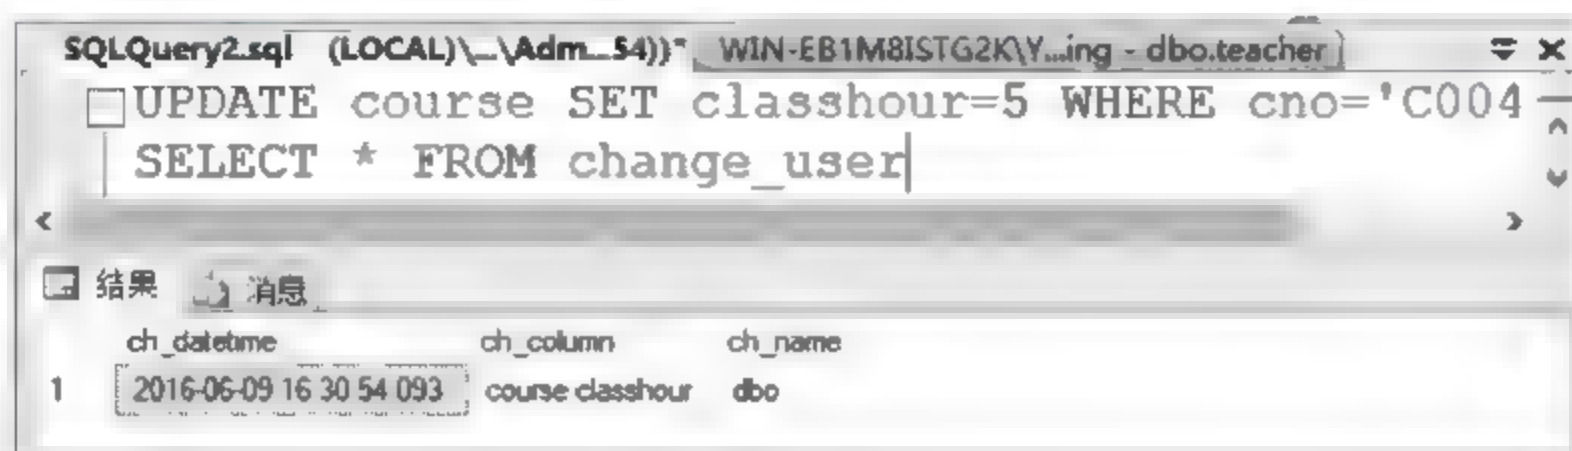 SQLQuery2.sql (LOCAL)\...\Adm...54))* WIN-EB1M8ISTG2K\Y...ing - dbo.teacher
UPDATE course SET classhour=5 WHERE cno='C004
SELECT * FROM change_user
结果 消息
ch_datetime ch_column ch_name
1 2016-06-09 16 30 54 093 course classhour dbo